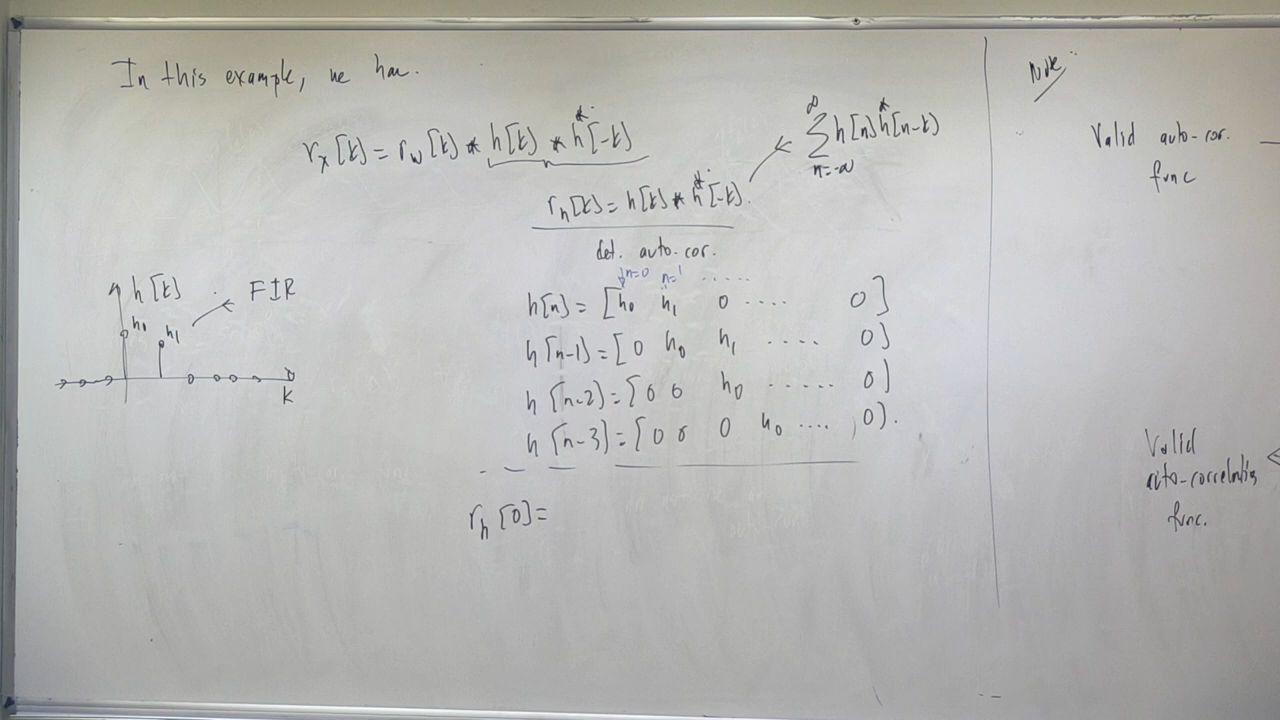 In this example, we have.
r_x[k] = r_w[k] * h[k] * h*[-k]
∞
∑ h[n]h*[n-k]
n=-∞
r_h[k] = h[k] * h*[-k].
det. auto-cor.
n=0 n=1 ......
h[n] = [h0 h1 0 .... 0]
h[n-1] = [0 h0 h1 .... 0]
h[n-2] = [0 0 h0 ...... 0]
h[n-3] = [0 0 0 h0 .... , 0].
r_h[0] =
h[k] FIR
h0 h1
k
Note:
Valid auto-cor.
func
Valid
auto-correlation
func.